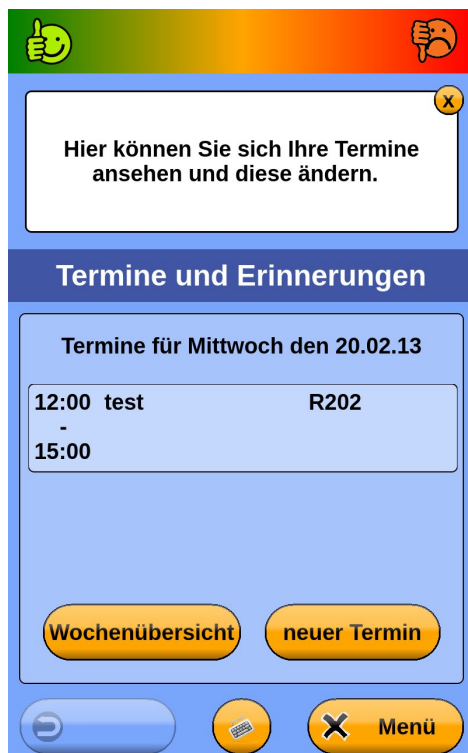 X
Hier können Sie sich Ihre Termine
ansehen und diese ändern.
Termine und Erinnerungen
Termine für Mittwoch den 20.02.13
12:00 test R202
-
15:00
Wochenübersicht neuer Termin
Menü